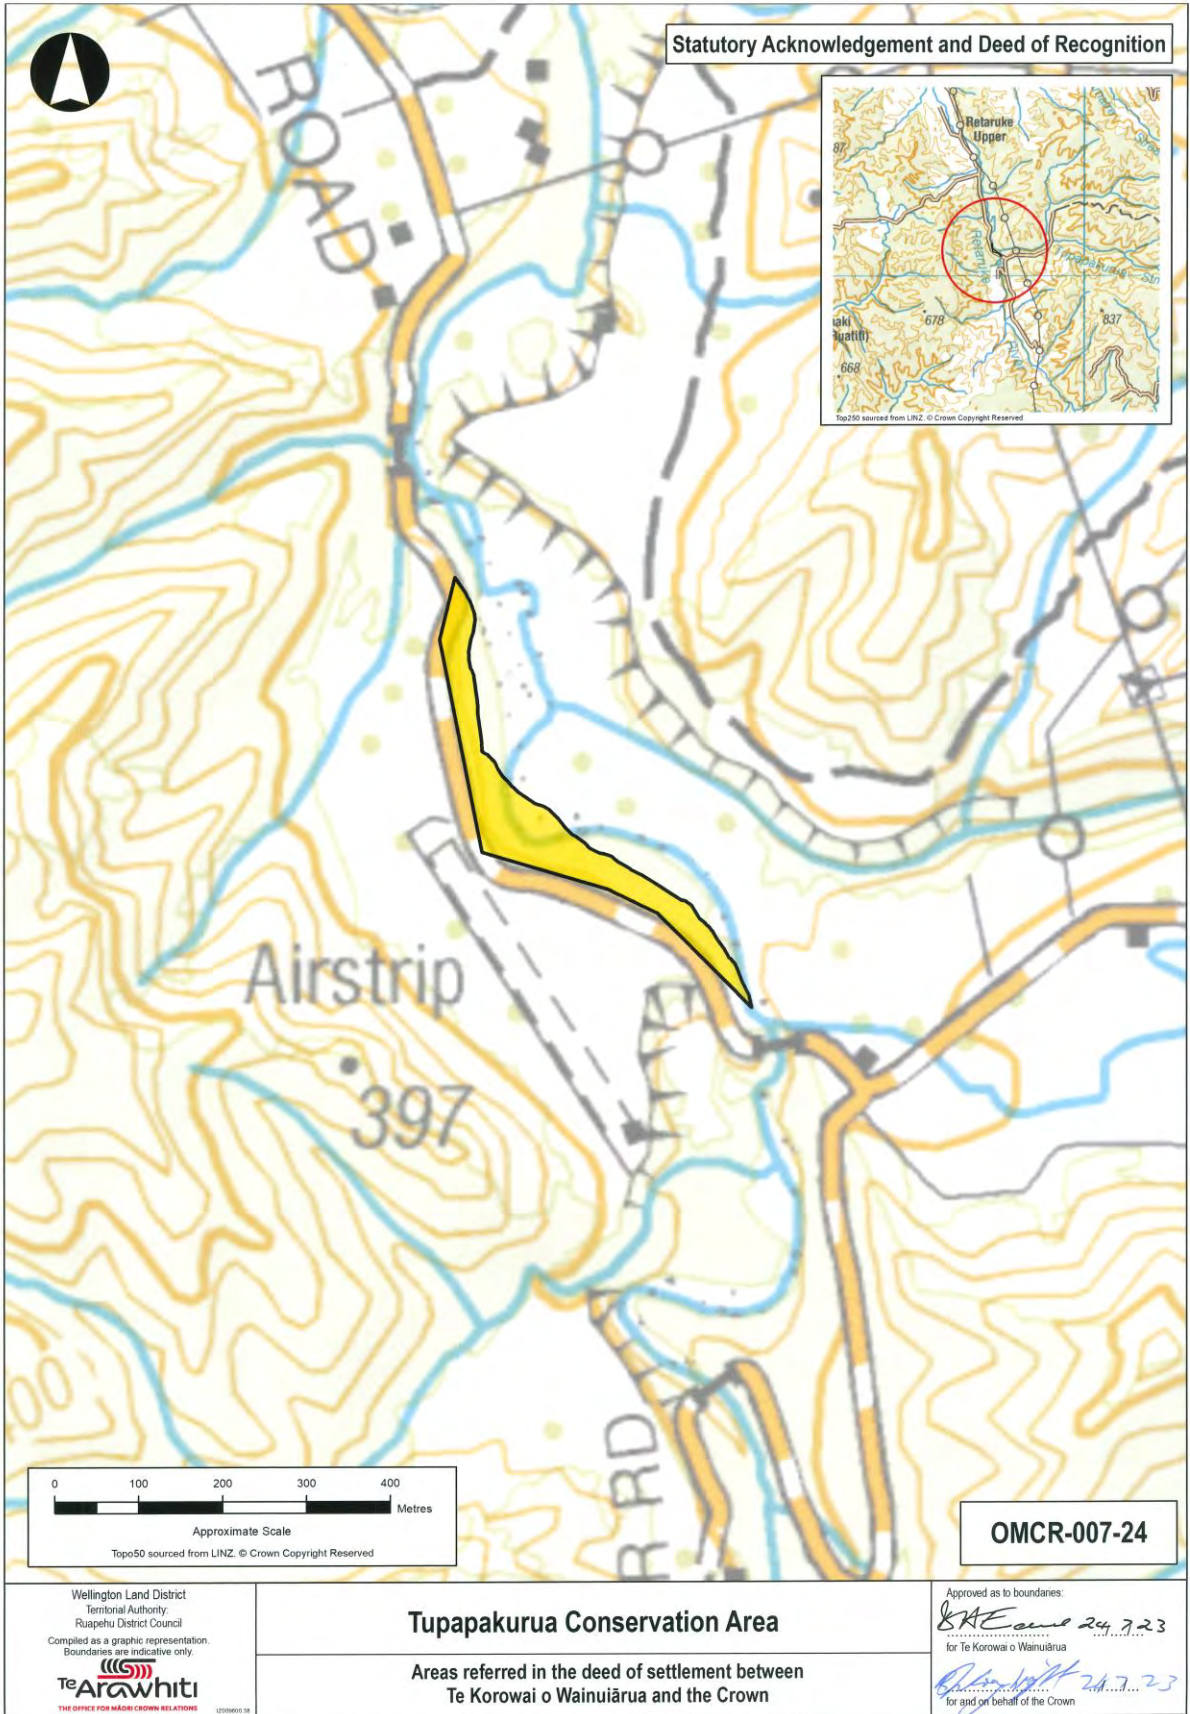 Statutory Acknowledgement and Deed of Recognition
ROAD
Retaruke
Upper
87
Retaruke
Tupapakurua
678
837
668
River
Top250 sourced from LINZ. © Crown Copyright Reserved
Airstrip
397
RD
0 100 200 300 400
Metres
Approximate Scale
Topo50 sourced from LINZ. © Crown Copyright Reserved
OMCR-007-24
Wellington Land District
Territorial Authority:
Ruapehu District Council
Compiled as a graphic representation.
Boundaries are indicative only.
Te Arawhiti
THE OFFICE FOR MĀORI CROWN RELATIONS
Tupapakurua Conservation Area
Areas referred in the deed of settlement between
Te Korowai o Wainuiārua and the Crown
Approved as to boundaries:
24.7.23
for Te Korowai o Wainuiārua
for and on behalf of the Crown